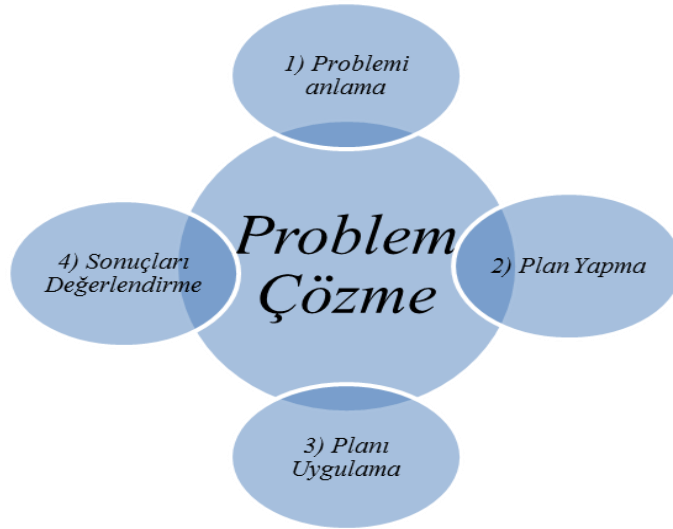 1) Problemi
anlama
Problem
Çözme
2) Plan Yapma
3) Planı
Uygulama
4) Sonuçları
Değerlendirme